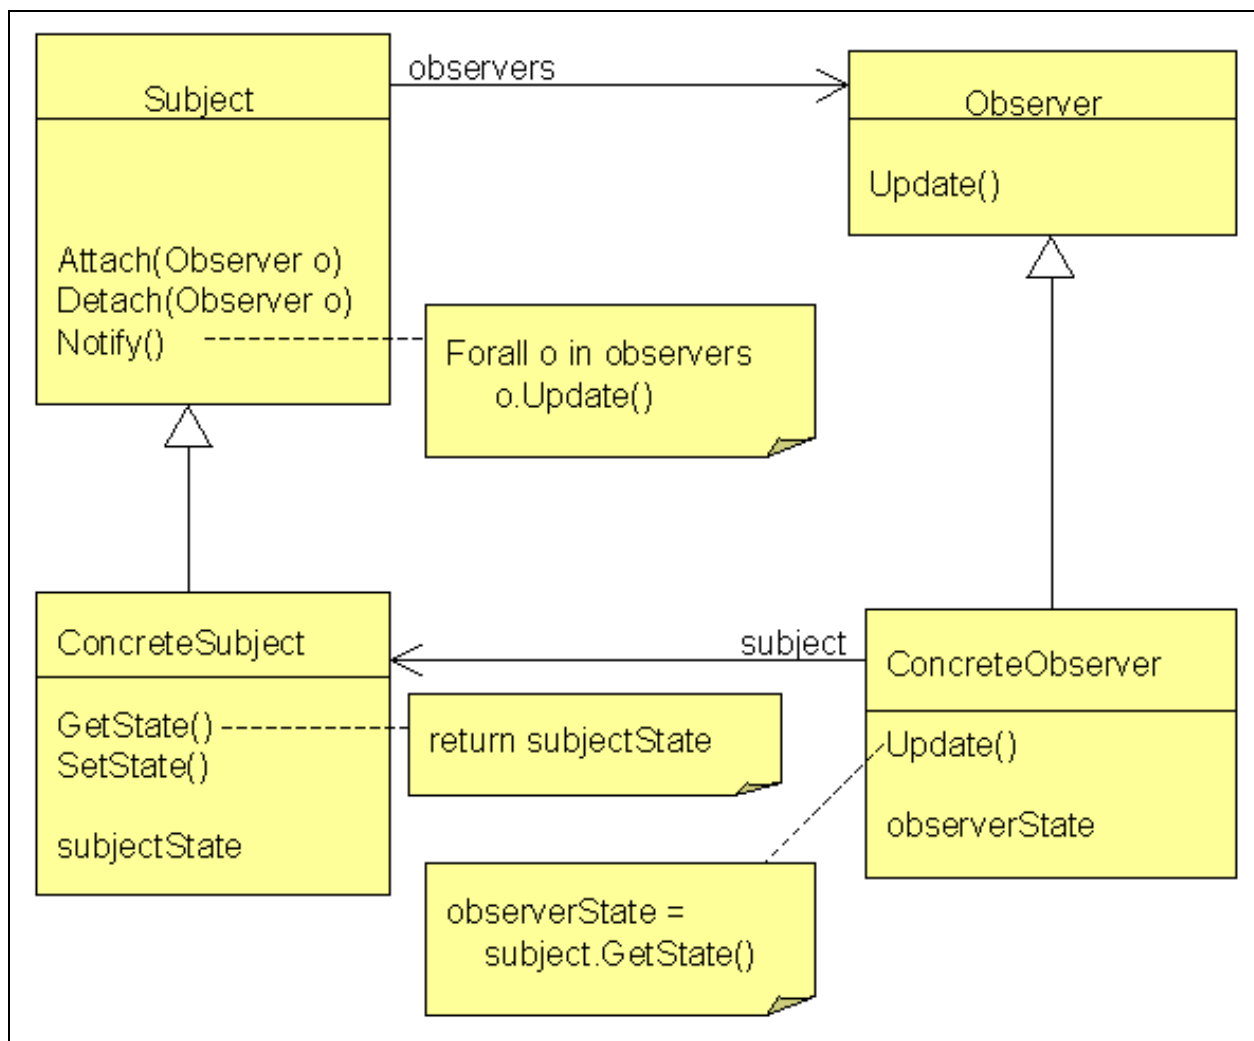 Subject
observers
Observer
Update()
Attach(Observer o)
Detach(Observer o)
Notify()
Forall o in observers
o.Update()
ConcreteSubject
subject
ConcreteObserver
GetState()
SetState()
subjectState
return subjectState
Update()
observerState
observerState =
subject.GetState()